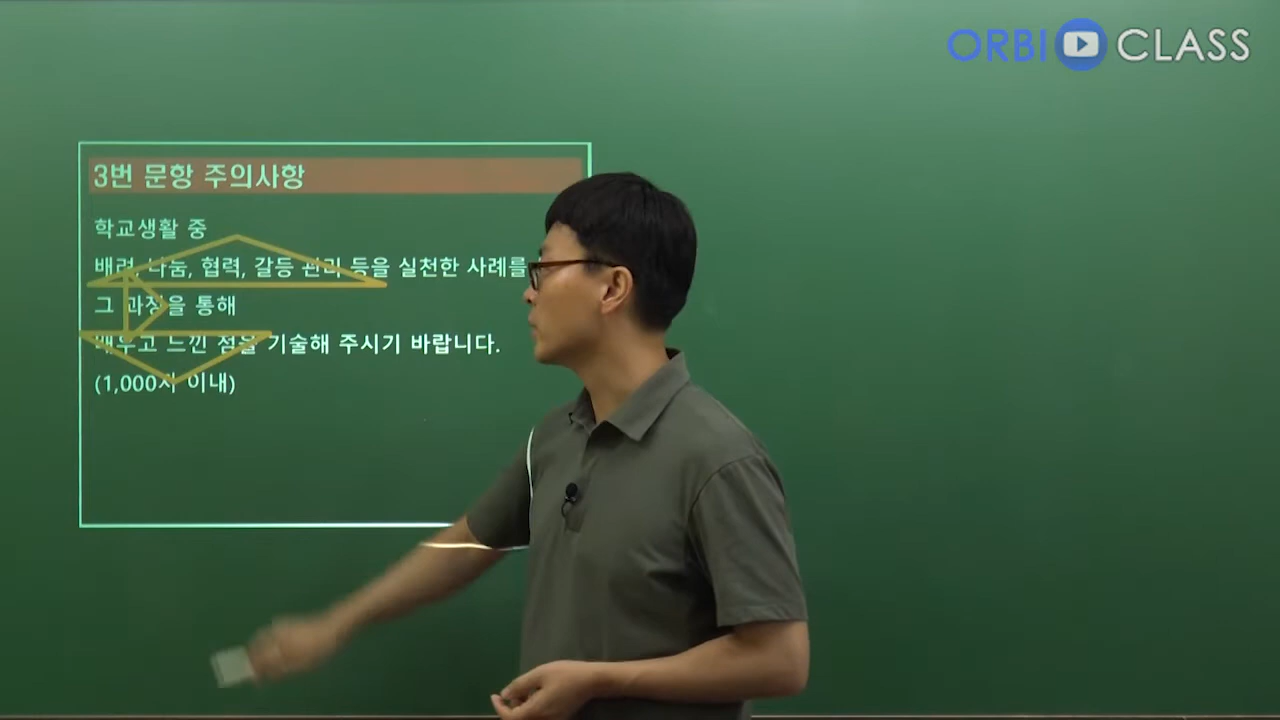 ORBI CLASS
3번 문항 주의사항
학교생활 중
배려, 나눔, 협력, 갈등 관리 등을 실천한 사례를
그 과정을 통해
배우고 느낀 점을 기술해 주시기 바랍니다.
(1,000자 이내)